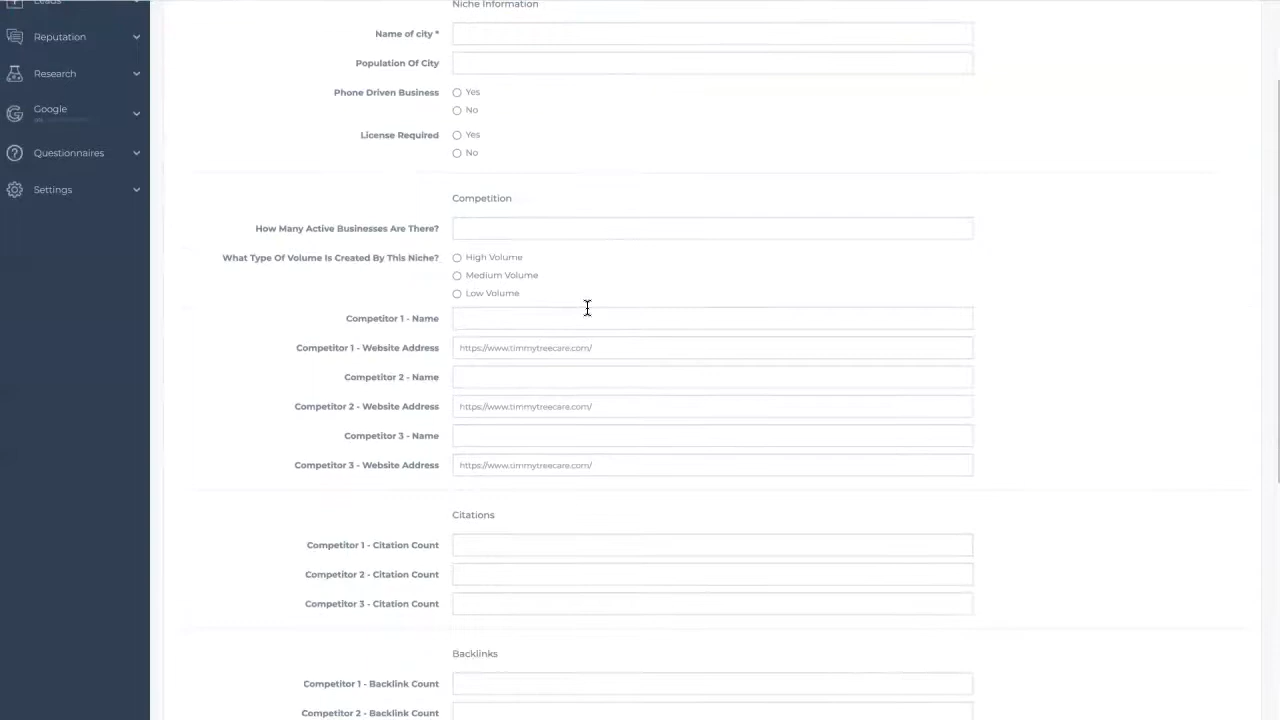 Leads
Reputation
Research
Google
Questionnaires
Settings
Niche Information
Name of city *
Population Of City
Phone Driven Business
Yes
No
License Required
Yes
No
Competition
How Many Active Businesses Are There?
What Type Of Volume Is Created By This Niche?
High Volume
Medium Volume
Low Volume
Competitor 1 - Name
Competitor 1 - Website Address
https://www.timmytreecare.com/
Competitor 2 - Name
Competitor 2 - Website Address
https://www.timmytreecare.com/
Competitor 3 - Name
Competitor 3 - Website Address
https://www.timmytreecare.com/
Citations
Competitor 1 - Citation Count
Competitor 2 - Citation Count
Competitor 3 - Citation Count
Backlinks
Competitor 1 - Backlink Count
Competitor 2 - Backlink Count